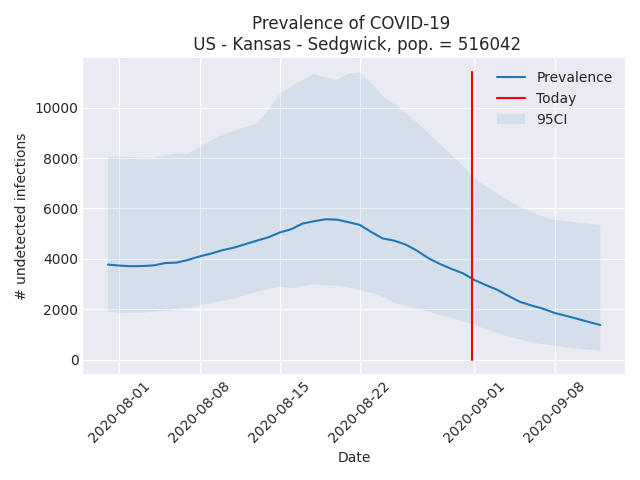 Prevalence of COVID-19
US - Kansas - Sedgwick, pop. = 516042
Prevalence
Today
95CI
# undetected infections
10000
8000
6000
4000
2000
0
2020-08-01
2020-08-08
2020-08-15
2020-08-22
2020-09-01
2020-09-08
Date